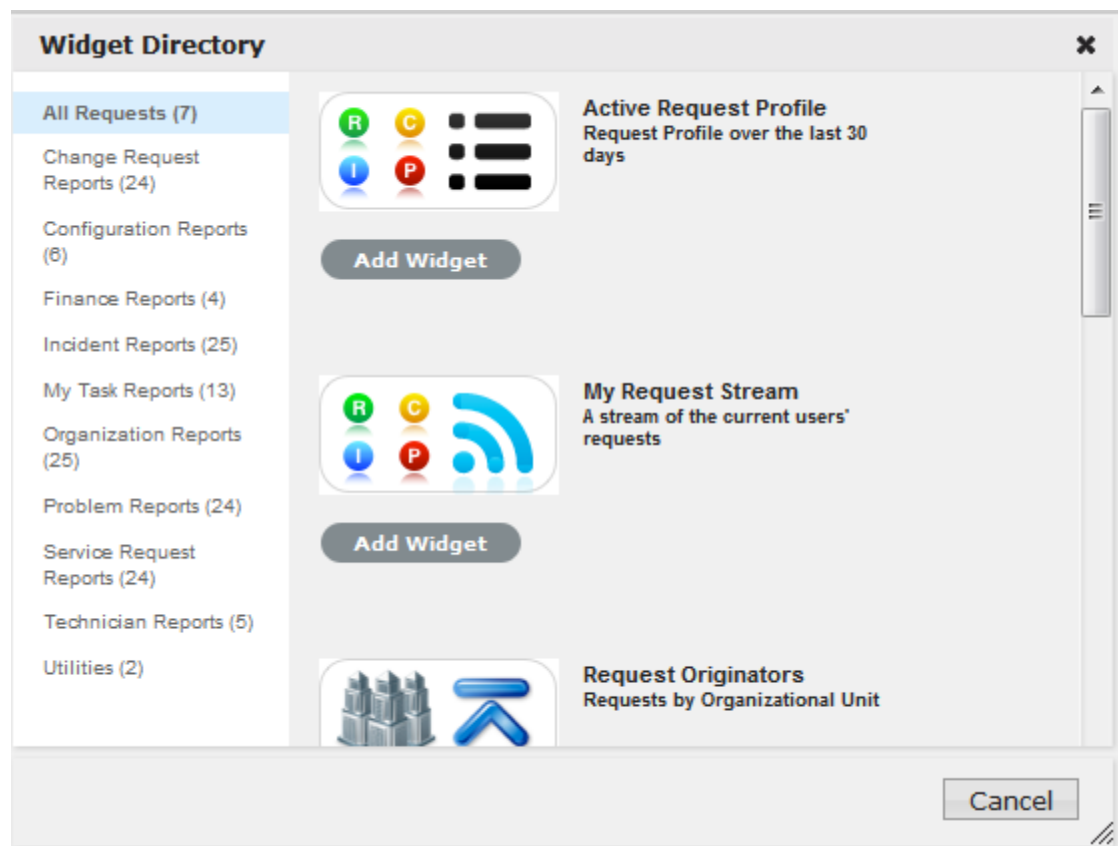 Widget Directory
All Requests (7)
Change Request
Reports (24)
Configuration Reports
(6)
Finance Reports (4)
Incident Reports (25)
My Task Reports (13)
Organization Reports
(25)
Problem Reports (24)
Service Request
Reports (24)
Technician Reports (5)
Utilities (2)
R C
I P
Active Request Profile
Request Profile over the last 30
days
Add Widget
R C
I P
My Request Stream
A stream of the current users'
requests
Add Widget
Request Originators
Requests by Organizational Unit
Cancel